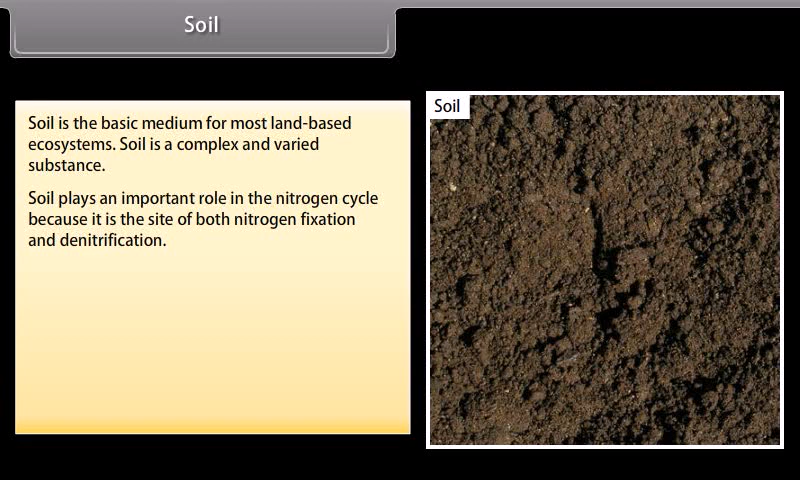 Soil
Soil is the basic medium for most land-based
ecosystems. Soil is a complex and varied
substance.
Soil plays an important role in the nitrogen cycle
because it is the site of both nitrogen fixation
and denitrification.
Soil